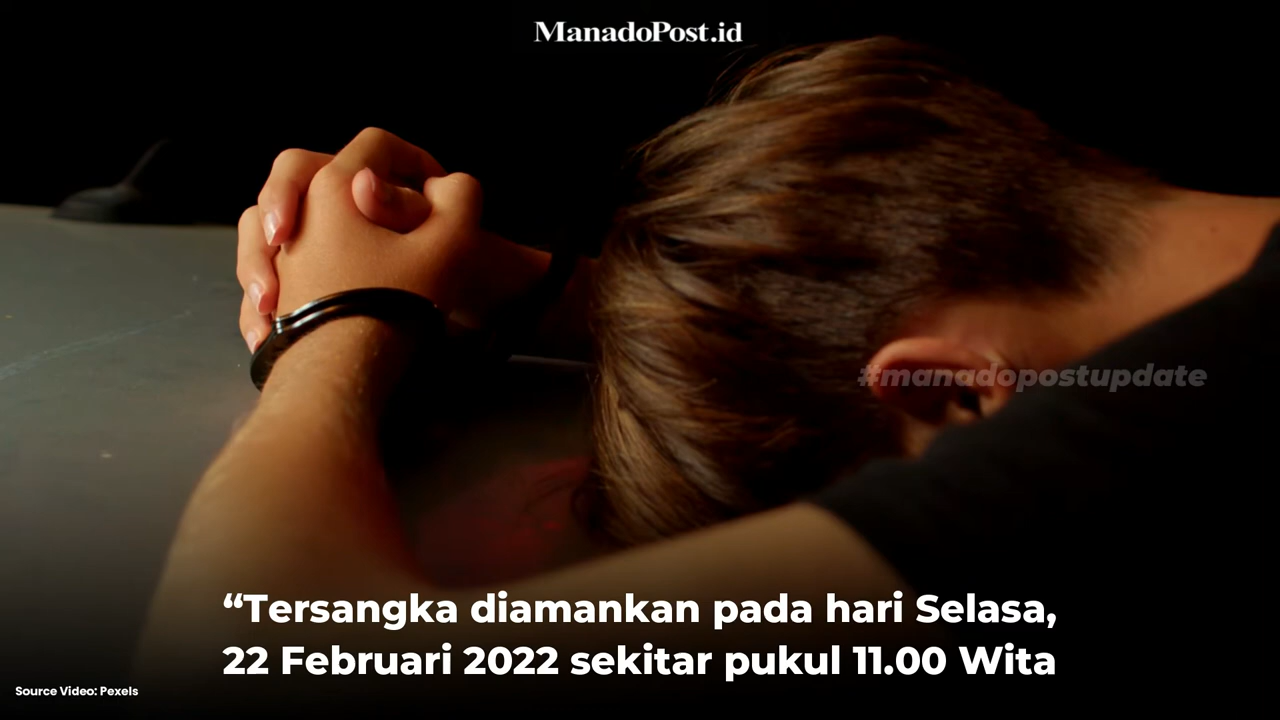 ManadoPost.id
#manadopostupdate
“Tersangka diamankan pada hari Selasa,
22 Februari 2022 sekitar pukul 11.00 Wita
Source Video: Pexels